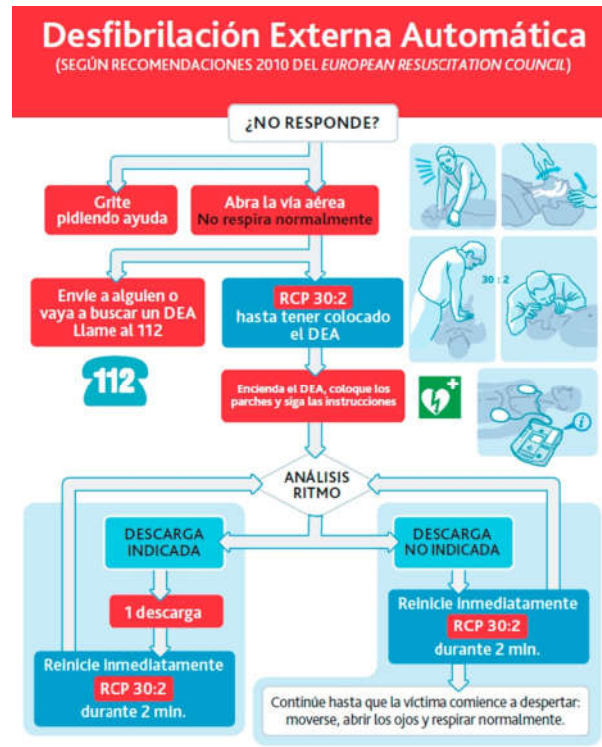 Desfibrilación Externa Automática
(SEGÚN RECOMENDACIONES 2010 DEL EUROPEAN RESUSCITATION COUNCIL)
¿NO RESPONDE?
Grite
pidiendo ayuda
Abra la vía aérea
No respira normalmente
Envíe a alguien o
vaya a buscar un DEA
Llame al 112
RCP 30:2
hasta tener colocado
el DEA
30 : 2
112
Encienda el DEA, coloque los
parches y siga las instrucciones
i
ANÁLISIS
RITMO
DESCARGA
INDICADA
DESCARGA
NO INDICADA
1 descarga
Reinicie inmediatamente
RCP 30:2
durante 2 min.
Reinicie inmediatamente
RCP 30:2
durante 2 min.
Continúe hasta que la víctima comience a despertar:
moverse, abrir los ojos y respirar normalmente.